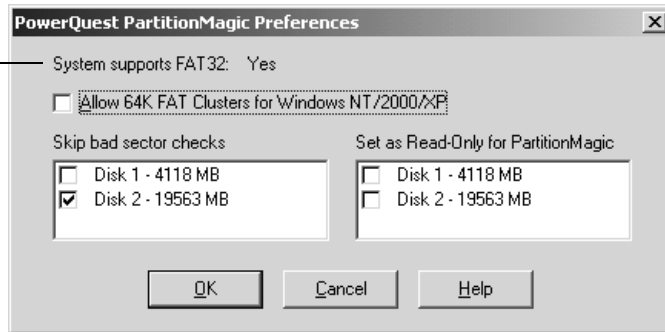 PowerQuest PartitionMagic Preferences
System supports FAT32: Yes
Allow 64K FAT Clusters for Windows NT/2000/XP
Skip bad sector checks
Disk 1 - 4118 MB
Disk 2 - 19563 MB
Set as Read-Only for PartitionMagic
Disk 1 - 4118 MB
Disk 2 - 19563 MB
OK
Cancel
Help